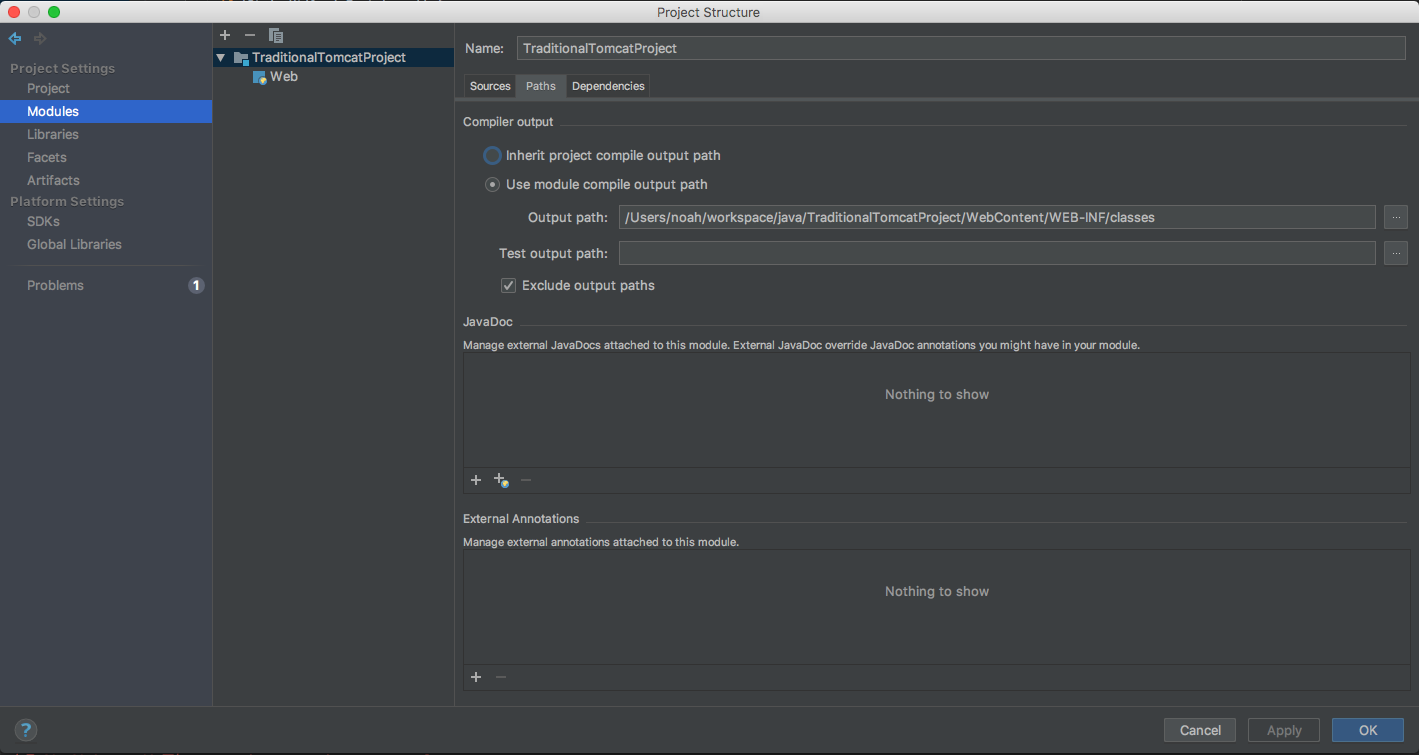 Project Structure
Project Settings
Project
Modules
Libraries
Facets
Artifacts
Platform Settings
SDKs
Global Libraries
Problems 1
TraditionalTomcatProject
Web
Name: TraditionalTomcatProject
Sources Paths Dependencies
Compiler output
Inherit project compile output path
Use module compile output path
Output path: /Users/noah/workspace/java/TraditionalTomcatProject/WebContent/WEB-INF/classes ...
Test output path: ...
Exclude output paths
JavaDoc
Manage external JavaDocs attached to this module. External JavaDoc override JavaDoc annotations you might have in your module.
Nothing to show
External Annotations
Manage external annotations attached to this module.
Nothing to show
? Cancel Apply OK